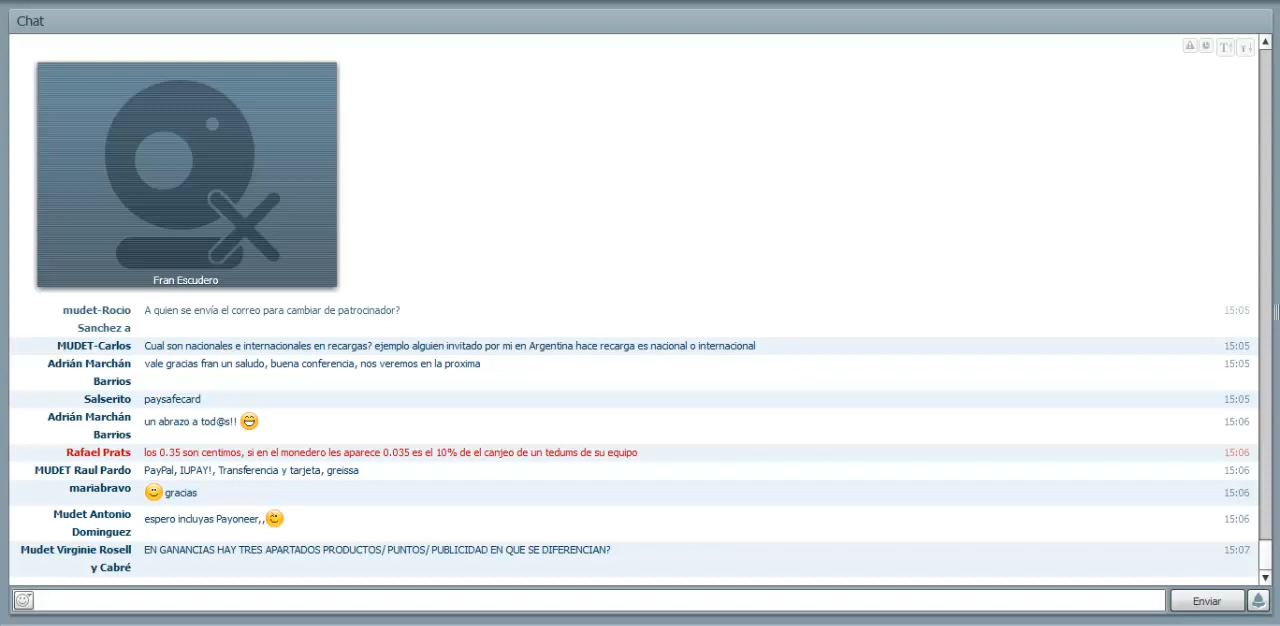 Chat
Fran Escudero
mudet-Rocio Sanchez a A quien se envía el correo para cambiar de patrocinador? 15:05
MUDET-Carlos Cual son nacionales e internacionales en recargas? ejemplo alguien invitado por mi en Argentina hace recarga es nacional o internacional 15:05
Adrián Marchán Barrios vale gracias fran un saludo, buena conferencia, nos veremos en la proxima 15:05
Salserito paysafecard 15:05
Adrián Marchán Barrios un abrazo a tod@s!! 15:06
Rafael Prats los 0.35 son centimos, si en el monedero les aparece 0.035 es el 10% de el canjeo de un tedums de su equipo 15:06
MUDET Raul Pardo PayPal, IUPAY!, Transferencia y tarjeta, greissa 15:06
mariabravo gracias 15:06
Mudet Antonio Dominguez espero incluyas Payoneer,, 15:06
Mudet Virginie Rosell y Cabré EN GANANCIAS HAY TRES APARTADOS PRODUCTOS/ PUNTOS/ PUBLICIDAD EN QUE SE DIFERENCIAN? 15:07
Enviar